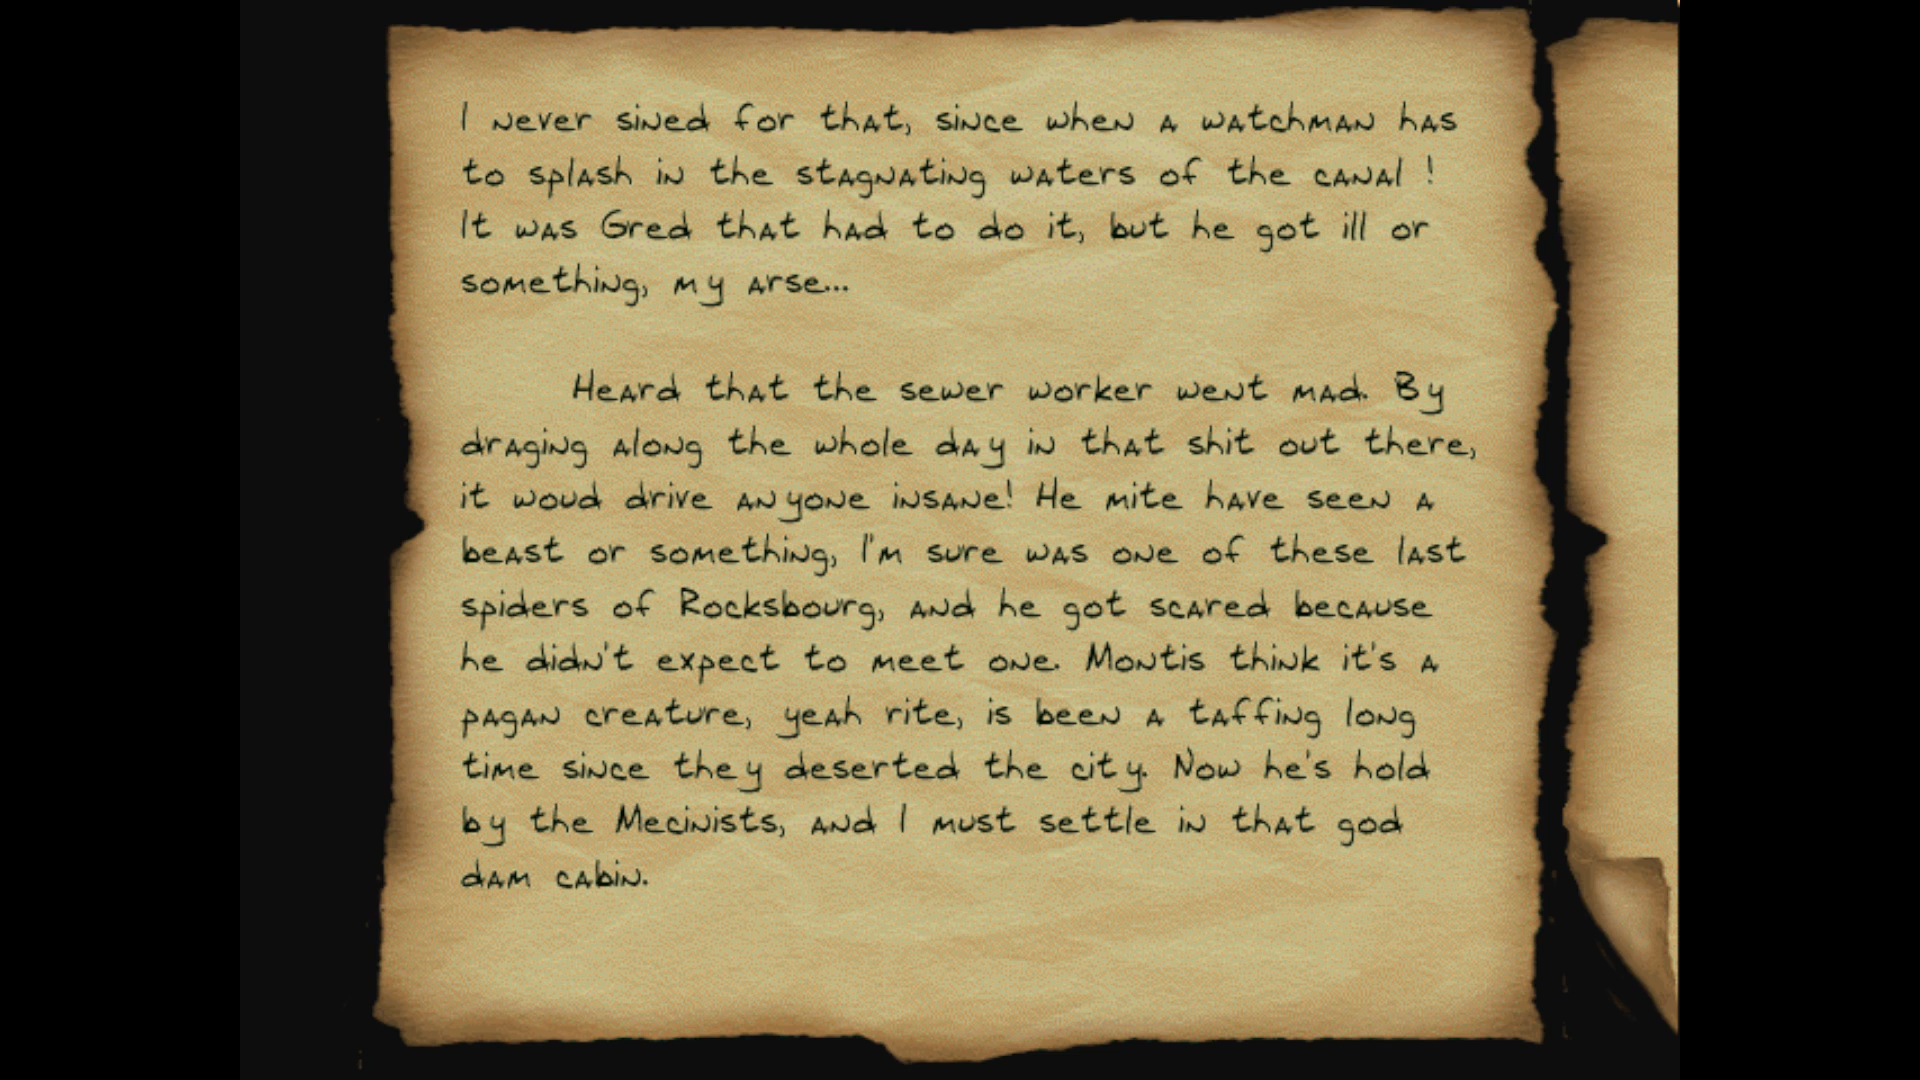 I never sined for that, since when a watchman has
to splash in the stagnating waters of the canal !
It was Gred that had to do it, but he got ill or
something, my arse...
Heard that the sewer worker went mad. By
draging along the whole day in that shit out there,
it woud drive anyone insane! He mite have seen a
beast or something, I'm sure was one of these last
spiders of Rocksbourg, and he got scared because
he didn't expect to meet one. Montis think it's a
pagan creature, yeah rite, is been a taffing long
time since they deserted the city. Now he's hold
by the Mecinists, and I must settle in that god
dam cabin.